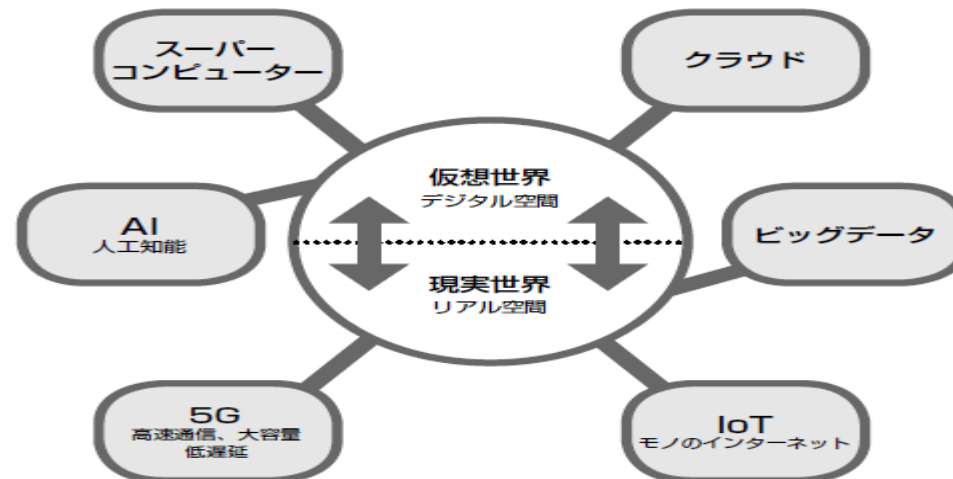 スーパー
コンピューター
クラウド
仮想世界
デジタル空間
AI
人工知能
ビッグデータ
現実世界
リアル空間
5G
高速通信、大容量
低遅延
IoT
モノのインターネット